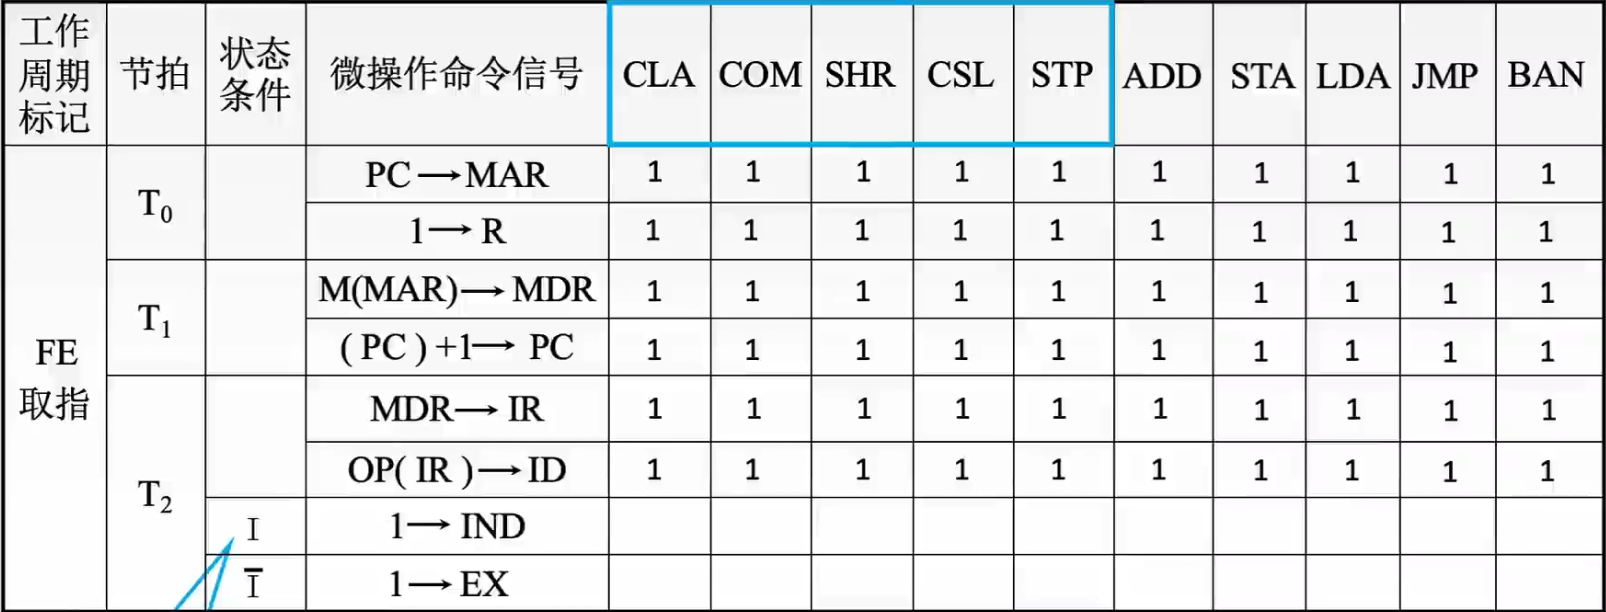 工作周期标记 节拍 状态条件 微操作命令信号 CLA COM SHR CSL STP ADD STA LDA JMP BAN
FE 取指 T₀ PC→MAR 1 1 1 1 1 1 1 1 1 1
1→R 1 1 1 1 1 1 1 1 1 1
T₁ M(MAR)→MDR 1 1 1 1 1 1 1 1 1 1
(PC)+1→PC 1 1 1 1 1 1 1 1 1 1
T₂ MDR→IR 1 1 1 1 1 1 1 1 1 1
OP(IR)→ID 1 1 1 1 1 1 1 1 1 1
I 1→IND
I̅ 1→EX